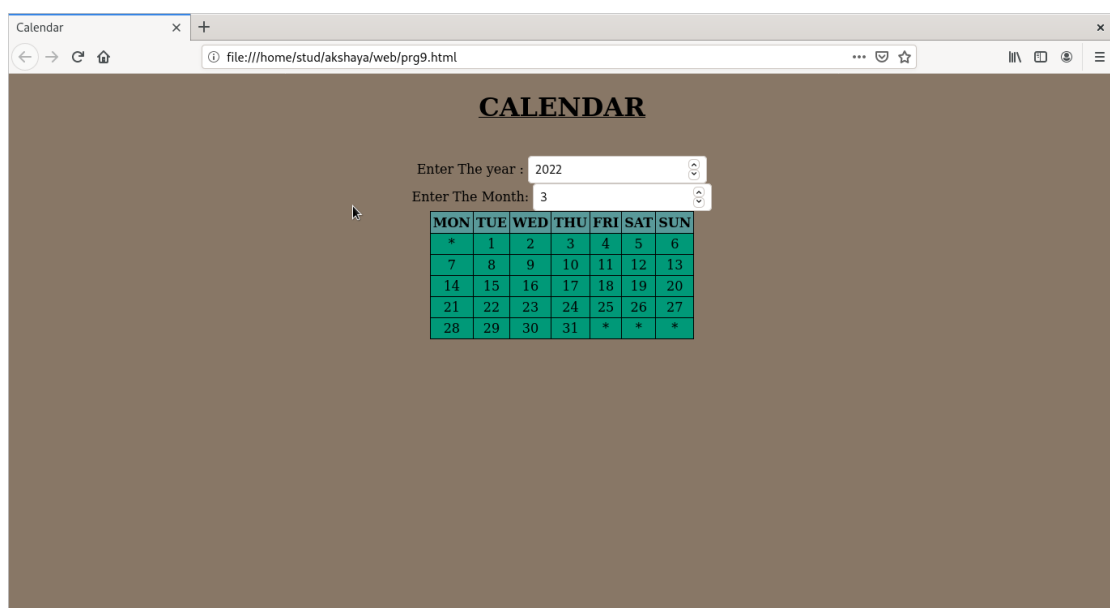 Calendar
file:///home/stud/akshaya/web/prg9.html
CALENDAR
Enter The year : 2022
Enter The Month: 3
MON TUE WED THU FRI SAT SUN
* 1 2 3 4 5 6
7 8 9 10 11 12 13
14 15 16 17 18 19 20
21 22 23 24 25 26 27
28 29 30 31 * * *